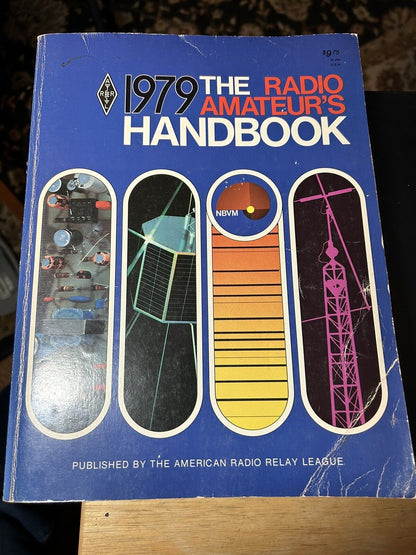 $9.75
1979 THE RADIO
AMATEUR'S
HANDBOOK
A
R R
L
NBVM
PUBLISHED BY THE AMERICAN RADIO RELAY LEAGUE